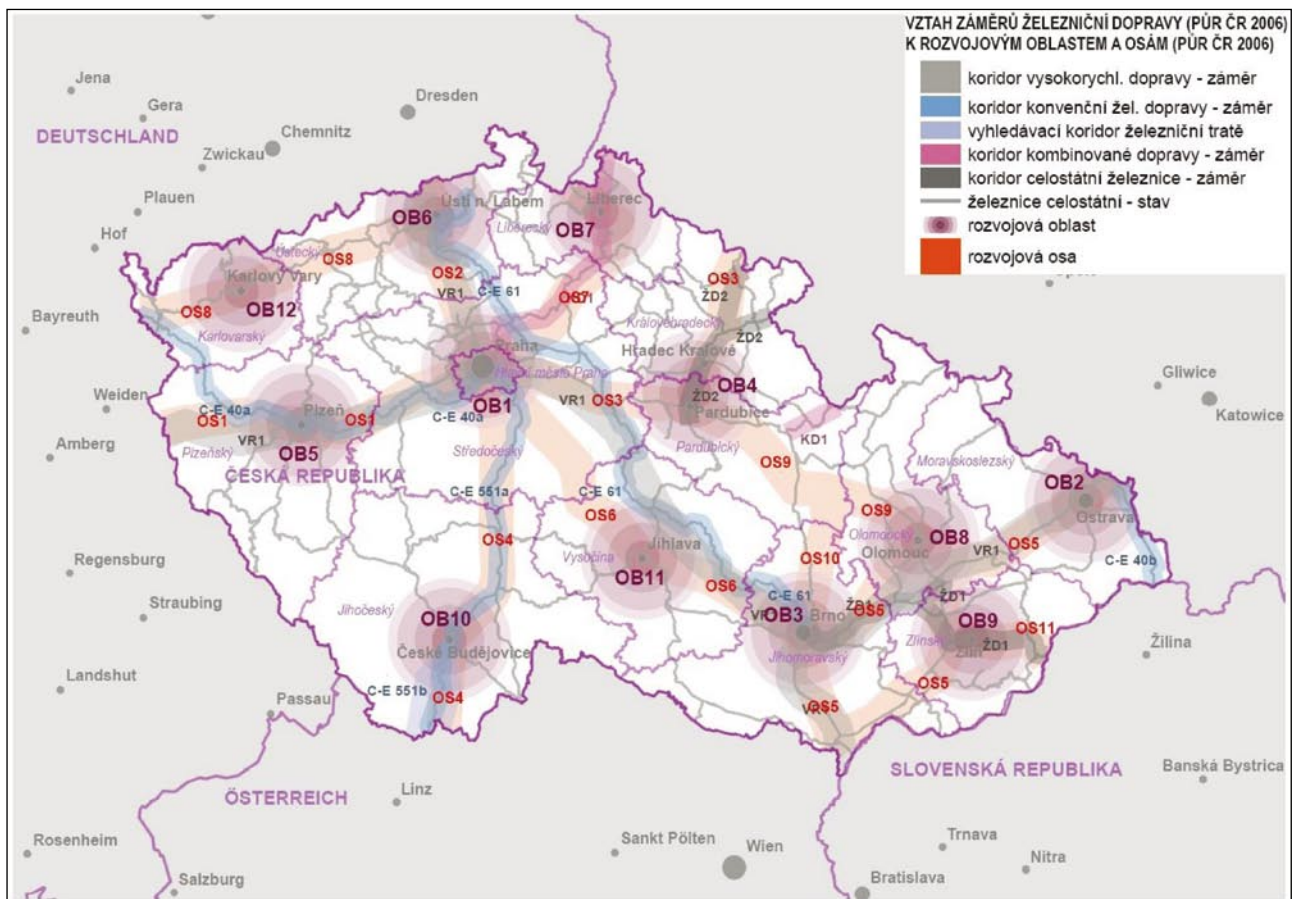 VZTAH ZÁMĚRŮ ŽELEZNIČNÍ DOPRAVY (PÚR ČR 2006)
K ROZVOJOVÝM OBLASTEM A OSÁM (PÚR ČR 2006)
koridor vysokorychl. dopravy - záměr
koridor konvenční žel. dopravy - záměr
vyhledávací koridor železniční tratě
koridor kombinované dopravy - záměr
koridor celostátní železnice - záměr
železnice celostátní - stav
rozvojová oblast
rozvojová osa
Jena
Gera
Dresden
DEUTSCHLAND
Chemnitz
Zwickau
Plauen
Hof
OB6
Ústí n. Labem
Liberec
OB7
Liberecký
Ústecký
OS8
Karlovy Vary
OS2
VR1
C-E 61
OS7
OS3
ŽD2
OB12
OS8
Karlovarský
Bayreuth
Královéhradecký
ŽD2
Hradec Králové
Praha
Hlavní město Praha
OB4
ŽD2
Pardubice
Weiden
C-E 40a
OS1
Plzeň
OS1
C-E 40a
OB1
VR1
OS3
Gliwice
Katowice
Amberg
VR1
Plzeňský
OB5
ČESKÁ REPUBLIKA
Středočeský
Pardubický
KD1
OS9
Moravskoslezský
C-E 551a
C-E 61
OS6
OS4
OS9
OB2
Ostrava
Olomoucký
OB8
Olomouc
VR1
OS5
C-E 40b
Regensburg
Vysočina
Jihlava
OB11
OS6
OS10
C-E 61
Straubing
Jihočeský
OB10
České Budějovice
OB3
Brno
OS5
ŽD1
OB9
Zlínský
Zlín
ŽD1
OS11
Žilina
Jihomoravský
Landshut
Passau
C-E 551b
OS4
OS5
OS5
SLOVENSKÁ REPUBLIKA
Banská Bystrica
ÖSTERREICH
Linz
Rosenheim
Sankt Pölten
Wien
Trnava
Nitra
Salzburg
Bratislava